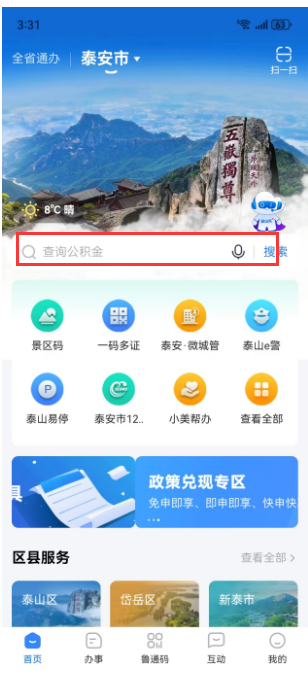 3:31
63
全省通办 泰安市
扫一扫
五
嶽
獨
尊
8℃ 晴
查询公积金 搜索
景区码 一码多证 泰安·微城管 泰山e警
P
泰山易停 泰安市12.. 小美帮办 查看全部
政策兑现专区
免申即享、即申即享、快申快
...
区县服务 查看全部
泰山区 岱岳区 新泰市
首页 办事 鲁通码 互动 我的